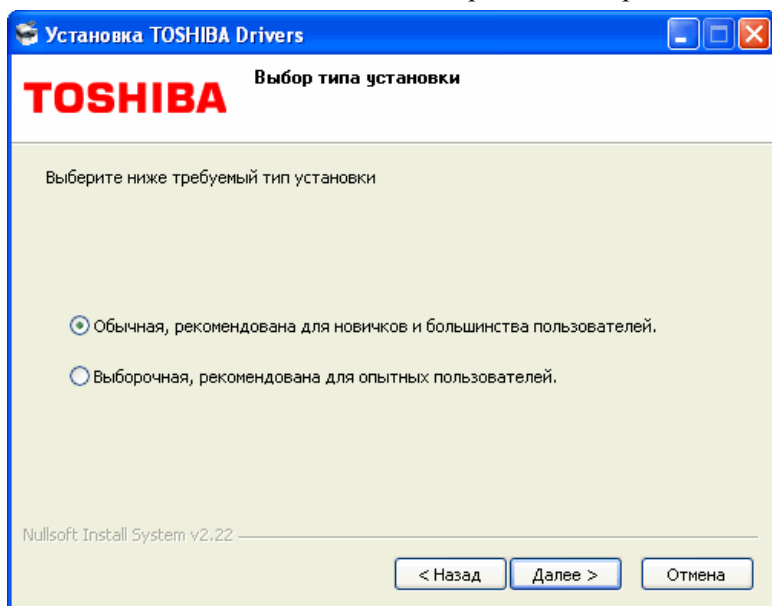 Установка TOSHIBA Drivers
TOSHIBA
Выбор типа установки
Выберите ниже требуемый тип установки
Обычная, рекомендована для новичков и большинства пользователей.
Выборочная, рекомендована для опытных пользователей.
Nullsoft Install System v2.22
< Назад
Далее >
Отмена